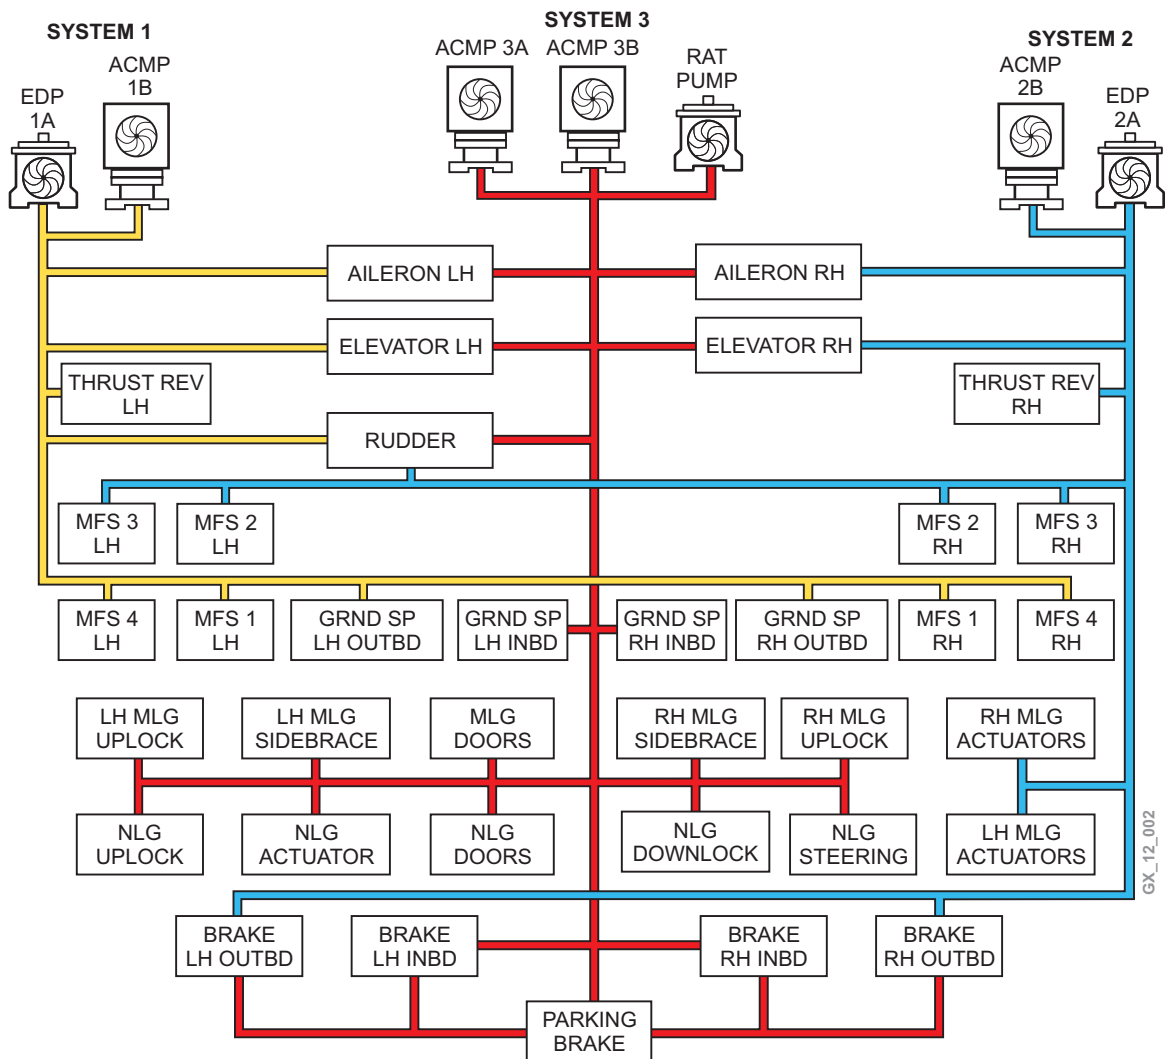 SYSTEM 1
SYSTEM 3
SYSTEM 2
EDP
1A
ACMP
1B
ACMP 3A
ACMP 3B
RAT
PUMP
ACMP
2B
EDP
2A
AILERON LH
AILERON RH
ELEVATOR LH
ELEVATOR RH
THRUST REV
LH
THRUST REV
RH
RUDDER
MFS 3
LH
MFS 2
LH
MFS 2
RH
MFS 3
RH
MFS 4
LH
MFS 1
LH
GRND SP
LH OUTBD
GRND SP
LH INBD
GRND SP
RH INBD
GRND SP
RH OUTBD
MFS 1
RH
MFS 4
RH
LH MLG
UPLOCK
LH MLG
SIDEBRACE
MLG
DOORS
RH MLG
SIDEBRACE
RH MLG
UPLOCK
RH MLG
ACTUATORS
NLG
UPLOCK
NLG
ACTUATOR
NLG
DOORS
NLG
DOWNLOCK
NLG
STEERING
LH MLG
ACTUATORS
GX_12_002
BRAKE
LH OUTBD
BRAKE
LH INBD
BRAKE
RH INBD
BRAKE
RH OUTBD
PARKING
BRAKE